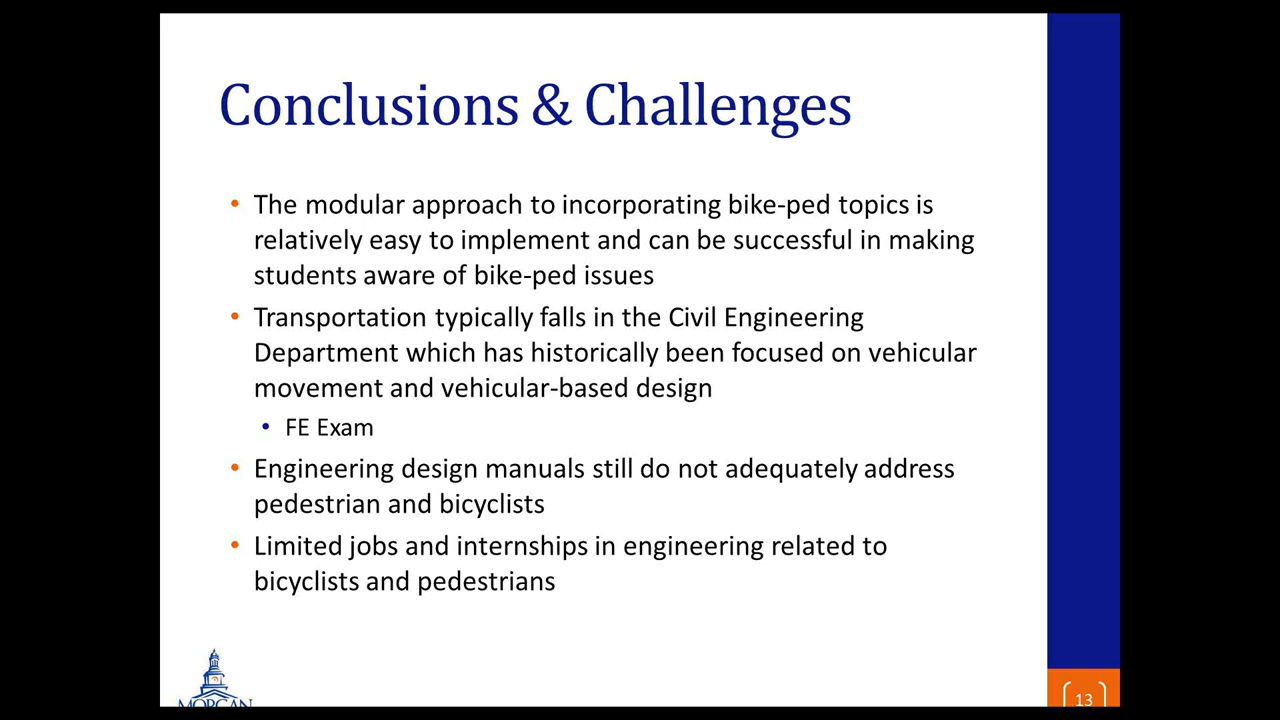 Conclusions & Challenges
• The modular approach to incorporating bike-ped topics is
relatively easy to implement and can be successful in making
students aware of bike-ped issues
• Transportation typically falls in the Civil Engineering
Department which has historically been focused on vehicular
movement and vehicular-based design
• FE Exam
• Engineering design manuals still do not adequately address
pedestrian and bicyclists
• Limited jobs and internships in engineering related to
bicyclists and pedestrians
MORGAN
13